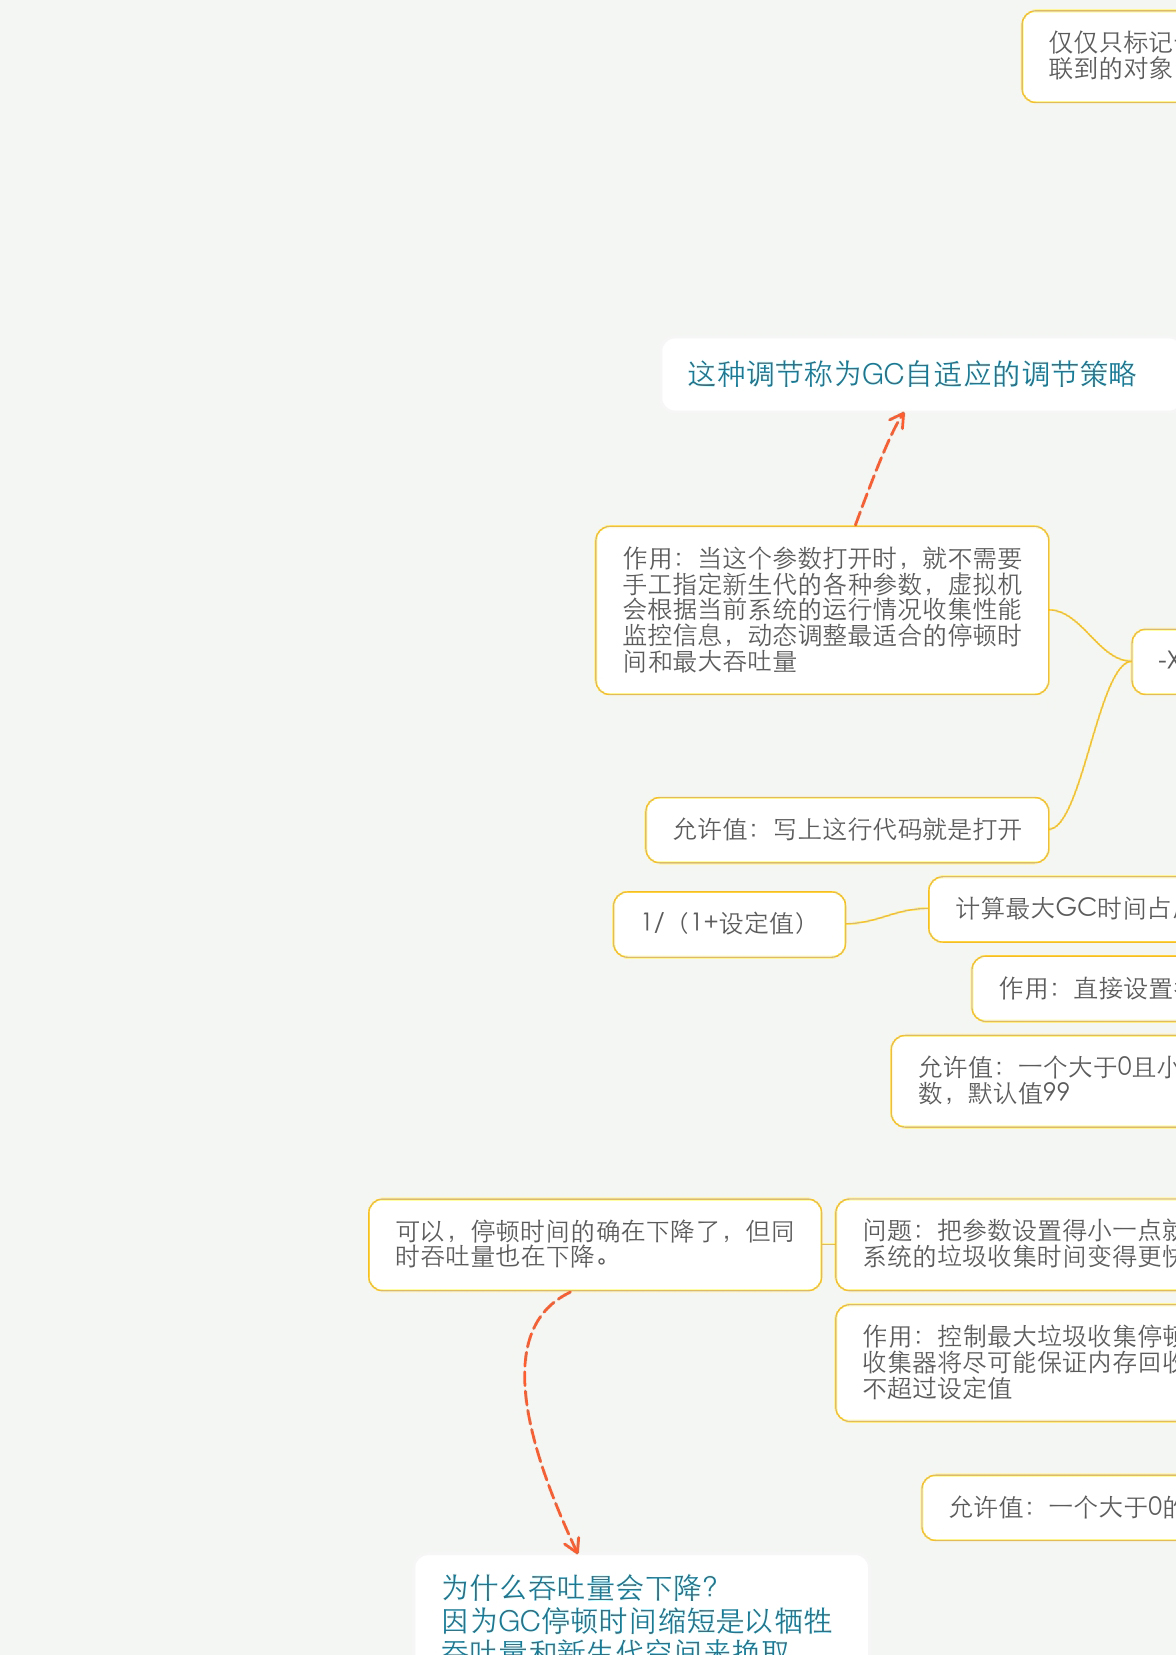 仅仅只标记
联到的对象
这种调节称为GC自适应的调节策略
作用：当这个参数打开时，就不需要
手工指定新生代的各种参数，虚拟机
会根据当前系统的运行情况收集性能
监控信息，动态调整最适合的停顿时
间和最大吞吐量
-X
允许值：写上这行代码就是打开
计算最大GC时间占
1/（1+设定值）
作用：直接设置
允许值：一个大于0且小
数，默认值99
可以，停顿时间的确在下降了，但同
时吞吐量也在下降。
问题：把参数设置得小一点就
系统的垃圾收集时间变得更快
作用：控制最大垃圾收集停顿
收集器将尽可能保证内存回收
不超过设定值
允许值：一个大于0的
为什么吞吐量会下降？
因为GC停顿时间缩短是以牺牲
吞吐量和新生代空间来换取